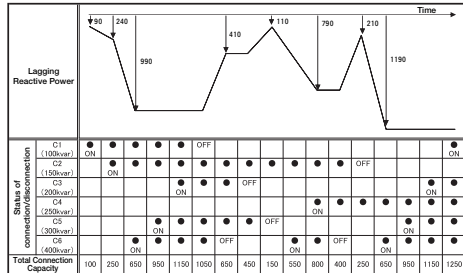 Time
90
240
990
410
110
790
210
1190
Lagging
Reactive Power
Status of
connection/disconnection
C1
(100kvar)
ON
OFF
ON
C2
(150kvar)
ON
OFF
C3
(200kvar)
ON
OFF
ON
C4
(250kvar)
ON
C5
(300kvar)
ON
OFF
ON
C6
(400kvar)
ON
OFF
ON
OFF
ON
Total Connection
Capacity
100 250 650 950 1150 1050 650 450 150 550 800 400 250 650 950 1150 1250